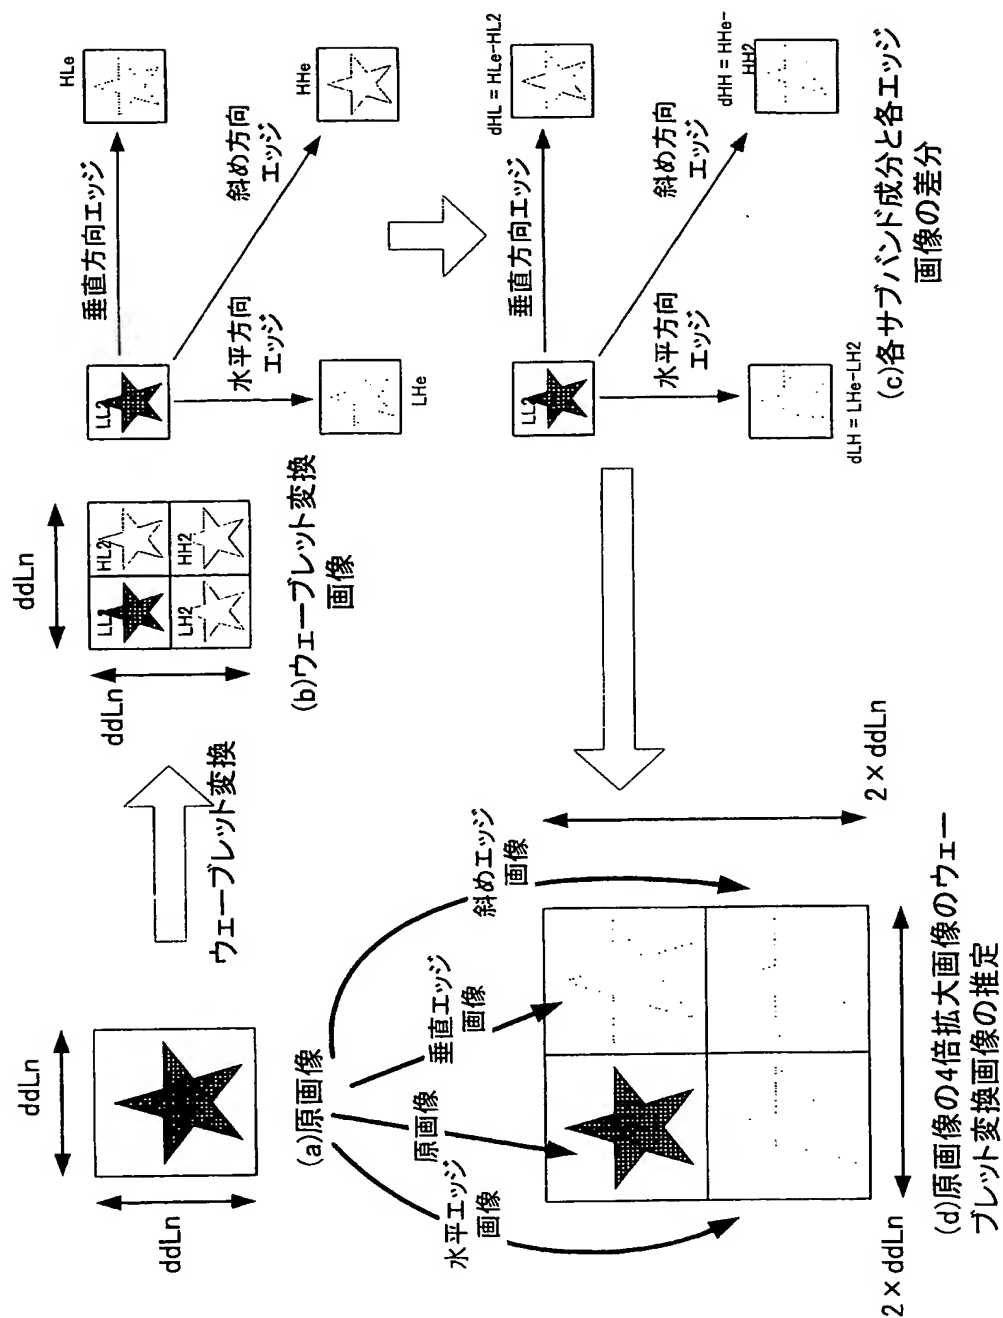 ddLn
ddLn
(a)原画像
ウェーブレット変換
ddLn
ddLn
LL2
HL2
LH2
HH2
(b)ウェーブレット変換
画像
LL2
垂直方向エッジ
HLe
斜め方向
エッジ
HHe
水平方向
エッジ
LHe
LL2
垂直方向エッジ
dHL = HLe-HL2
斜め方向
エッジ
dHH = HHe-
HH2
水平方向
エッジ
dLH = LHe-LH2
(c)各サブバンド成分と各エッジ
画像の差分
水平エッジ
画像
原画像
垂直エッジ
画像
斜めエッジ
画像
2×ddLn
2×ddLn
(d)原画像の4倍拡大画像のウェー
ブレット変換画像の推定